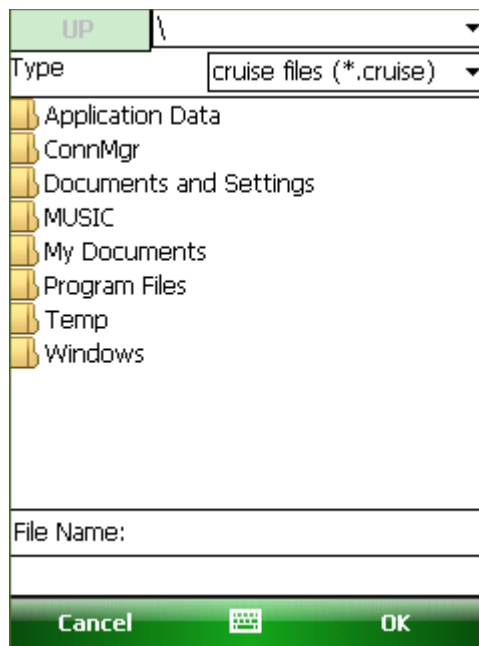 UP \
Type cruise files (*.cruise)
Application Data
ConnMgr
Documents and Settings
MUSIC
My Documents
Program Files
Temp
Windows
File Name:
Cancel OK